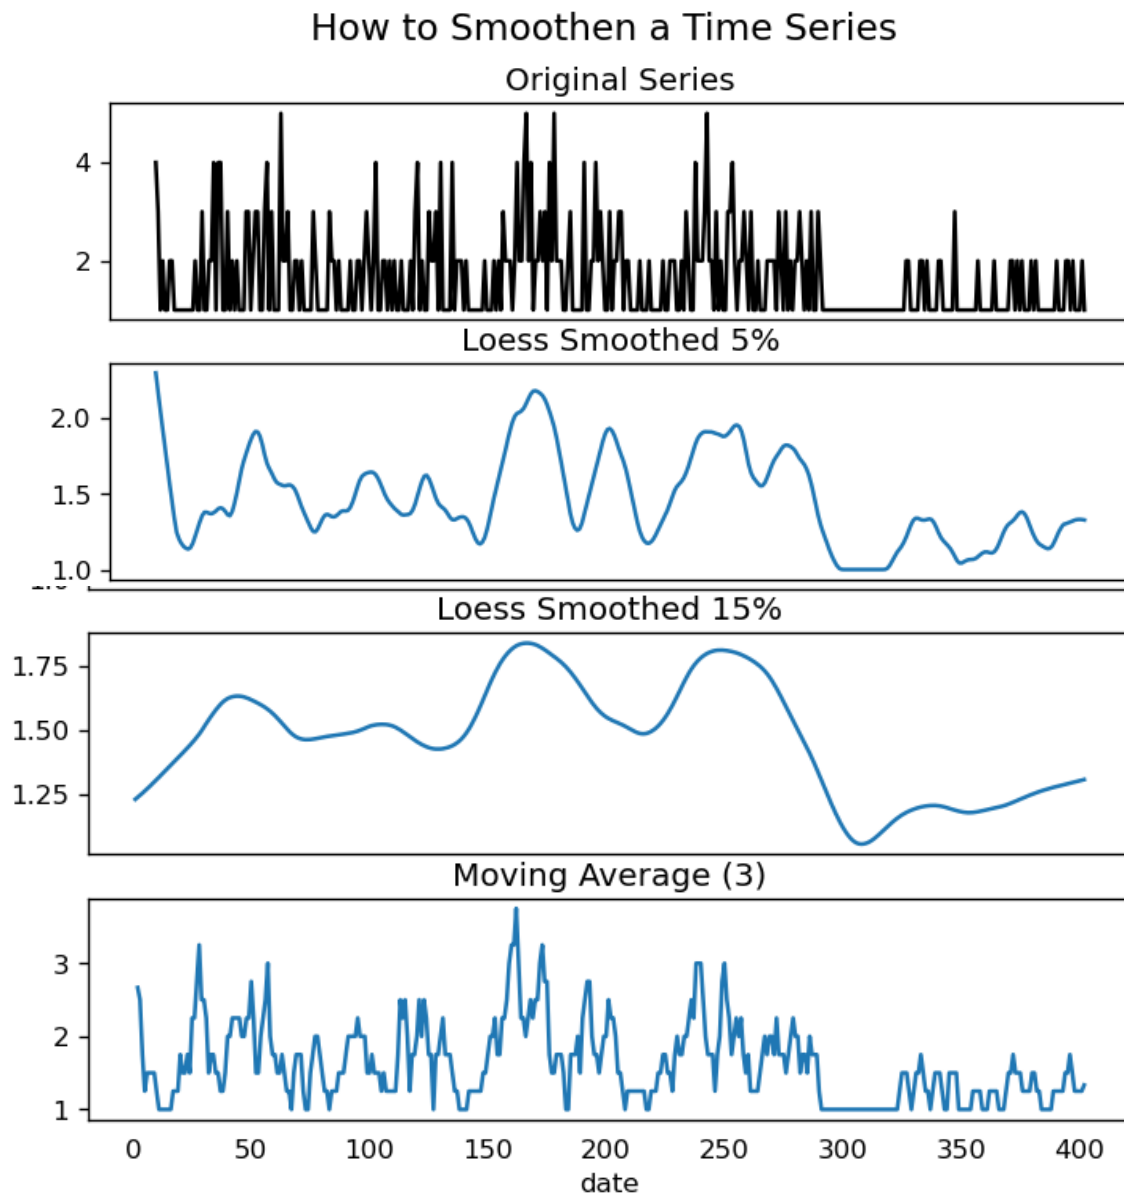 How to Smoothen a Time Series
Original Series
4
2
Loess Smoothed 5%
2.0
1.5
1.0
Loess Smoothed 15%
1.75
1.50
1.25
Moving Average (3)
3
2
1
0 50 100 150 200 250 300 350 400
date